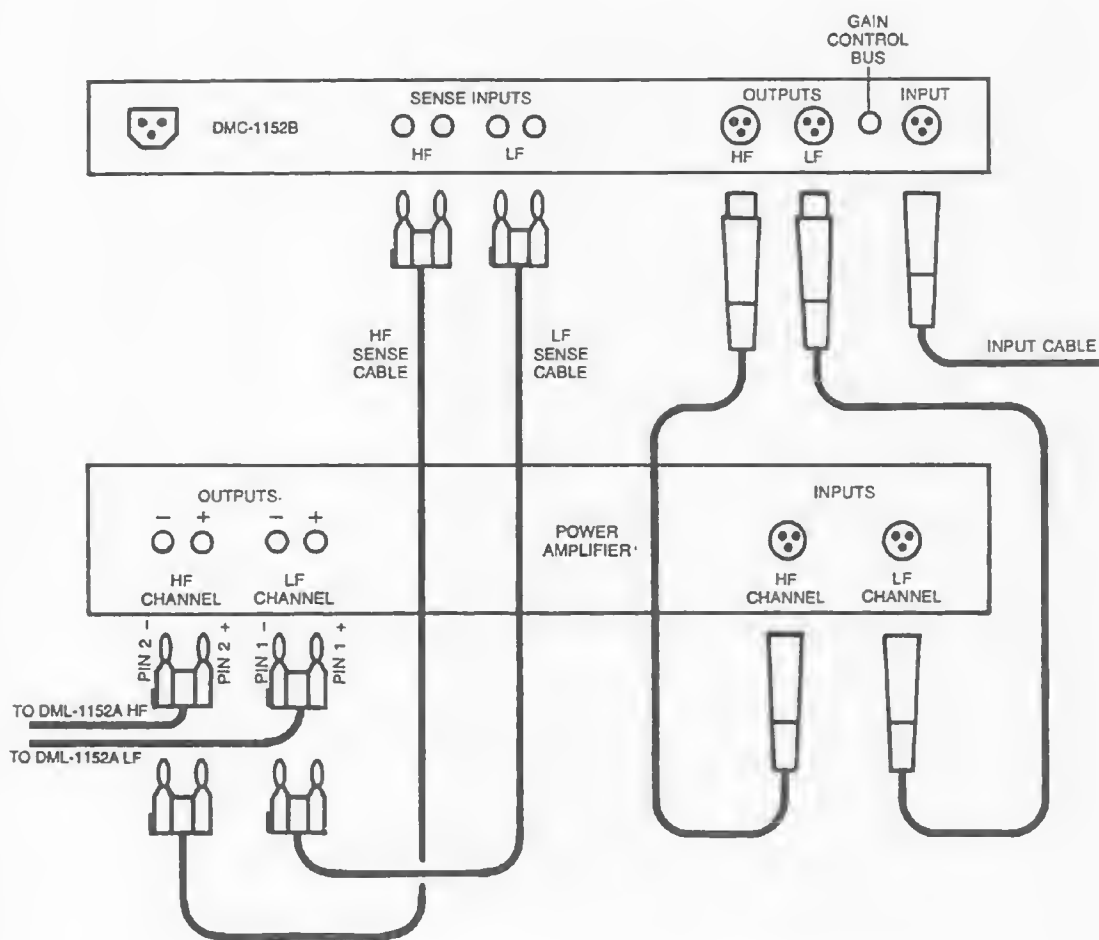 GAIN
CONTROL
BUS
SENSE INPUTS
OUTPUTS
INPUT
DMC-1152B
HF
LF
HF
LF
HF
SENSE
CABLE
LF
SENSE
CABLE
INPUT CABLE
OUTPUTS
- +
- +
INPUTS
POWER
AMPLIFIER
HF
CHANNEL
LF
CHANNEL
HF
CHANNEL
LF
CHANNEL
PIN 2 -
PIN 2 +
PIN 1 -
PIN 1 +
TO DML-1152A HF
TO DML-1152A LF